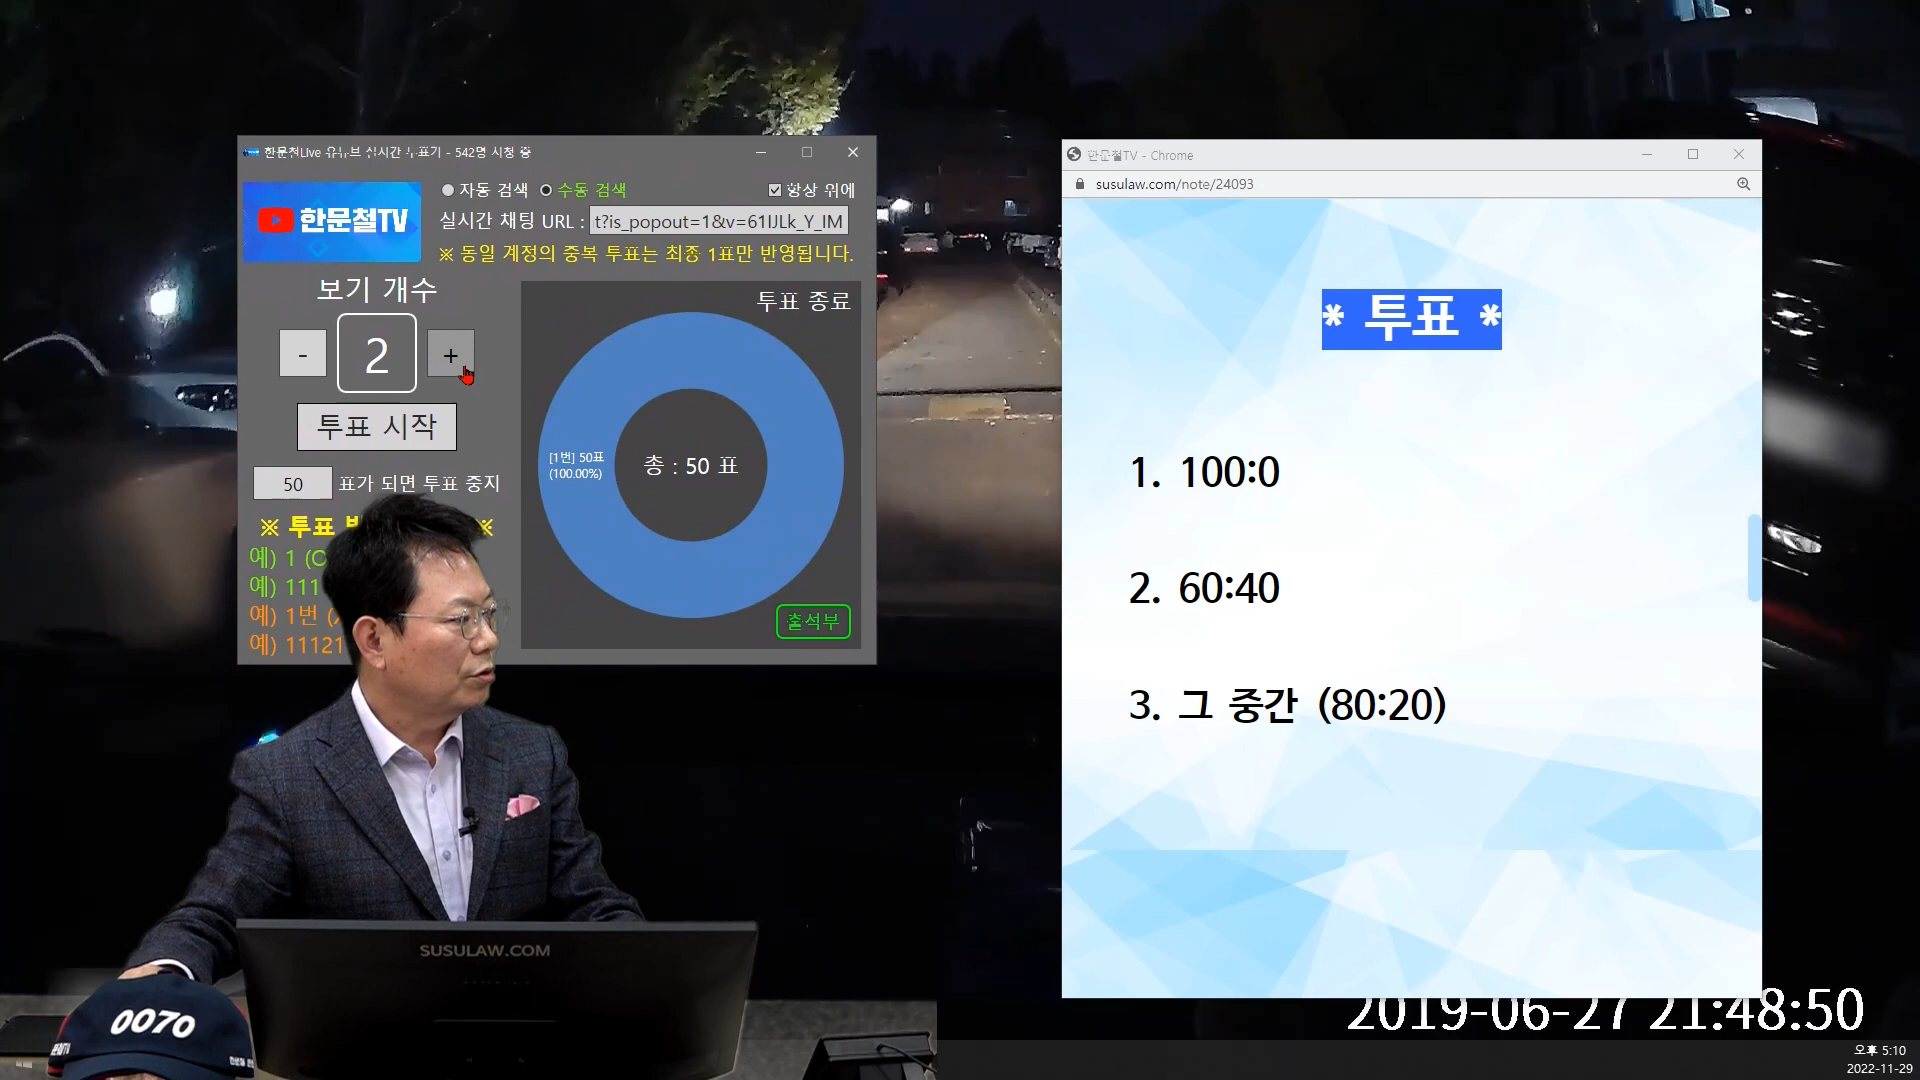 한문철Live 유튜브 실시간 투표기 - 542명 시청 중
한문철TV
자동 검색 수동 검색 항상 위에
실시간 채팅 URL : t?is_popout=1&v=61IJLk_Y_IM
※ 동일 계정의 중복 투표는 최종 1표만 반영됩니다.
보기 개수
- 2 +
투표 시작
50 표가 되면 투표 중지
※ 투표 ※
예) 1 (O
예) 111
예) 1번
예) 11121
투표 종료
[1번] 50표
(100.00%)
총 : 50 표
출석부
한문철TV - Chrome
susulaw.com/note/24093
* 투표 *
1. 100:0
2. 60:40
3. 그 중간 (80:20)
SUSULAW.COM
0070
2019-06-27 21:48:50
오후 5:10
2022-11-29